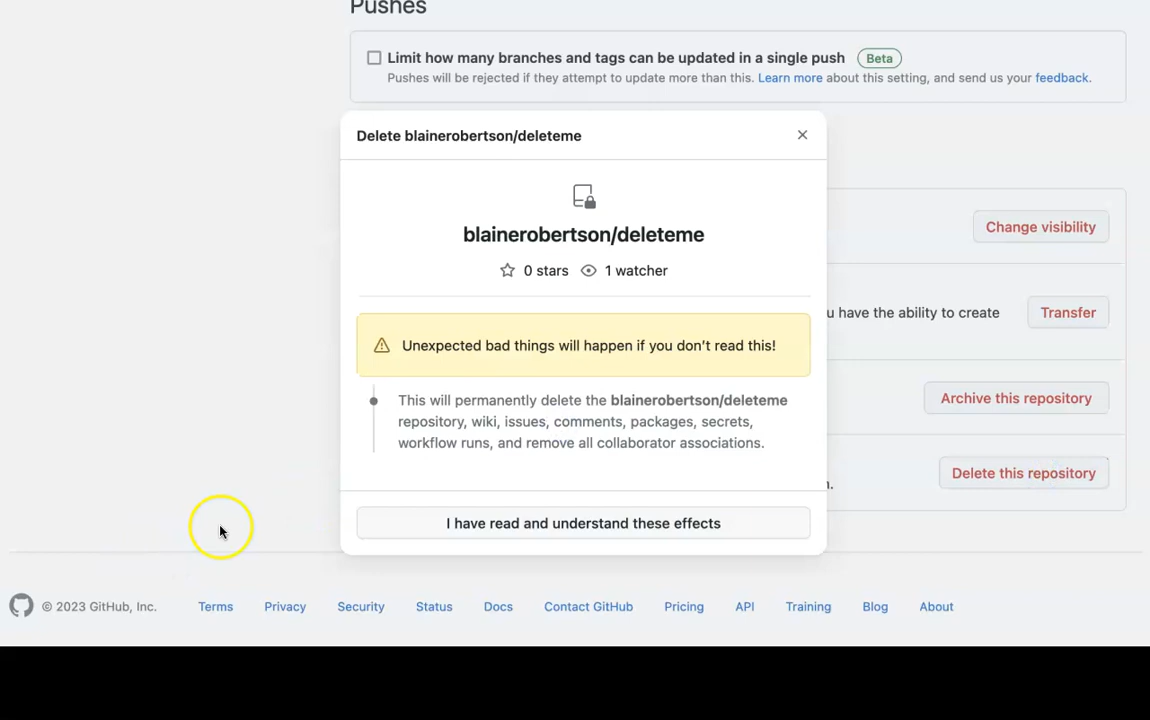 Pushes
Limit how many branches and tags can be updated in a single push Beta
Pushes will be rejected if they attempt to update more than this. Learn more about this setting, and send us your feedback.
Delete blainerobertson/deleteme
blainerobertson/deleteme
0 stars 1 watcher
Unexpected bad things will happen if you don't read this!
This will permanently delete the blainerobertson/deleteme
repository, wiki, issues, comments, packages, secrets,
workflow runs, and remove all collaborator associations.
I have read and understand these effects
Change visibility
u have the ability to create
Transfer
Archive this repository
Delete this repository
n.
© 2023 GitHub, Inc. Terms Privacy Security Status Docs Contact GitHub Pricing API Training Blog About